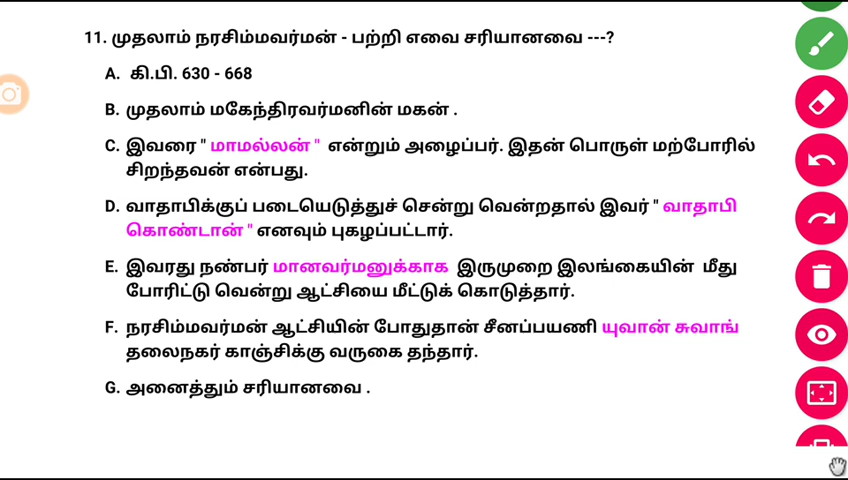 11. முதலாம் நரசிம்மவர்மன் - பற்றி எவை சரியானவை ---?
A. கி.பி. 630 - 668
B. முதலாம் மகேந்திரவர்மனின் மகன் .
C. இவரை " மாமல்லன் " என்றும் அழைப்பர். இதன் பொருள் மற்போரில்
சிறந்தவன் என்பது.
D. வாதாபிக்குப் படையெடுத்துச் சென்று வென்றதால் இவர் " வாதாபி
கொண்டான் " எனவும் புகழப்பட்டார்.
E. இவரது நண்பர் மானவர்மனுக்காக இருமுறை இலங்கையின் மீது
போரிட்டு வென்று ஆட்சியை மீட்டுக் கொடுத்தார்.
F. நரசிம்மவர்மன் ஆட்சியின் போதுதான் சீனப்பயணி யுவான் சுவாங்
தலைநகர் காஞ்சிக்கு வருகை தந்தார்.
G. அனைத்தும் சரியானவை .